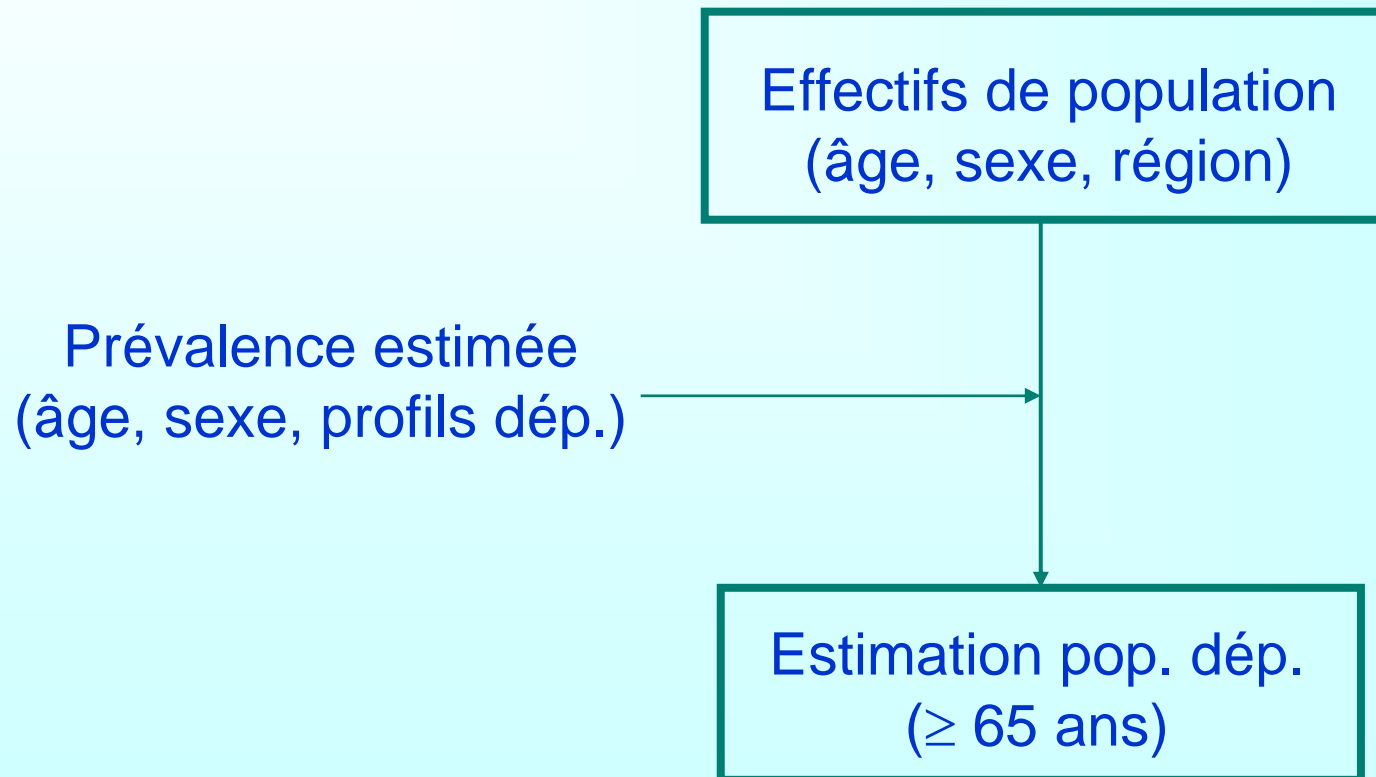 Effectifs de population
(âge, sexe, région)
Prévalence estimée
(âge, sexe, profils dép.)
Estimation pop. dép.
(≥ 65 ans)